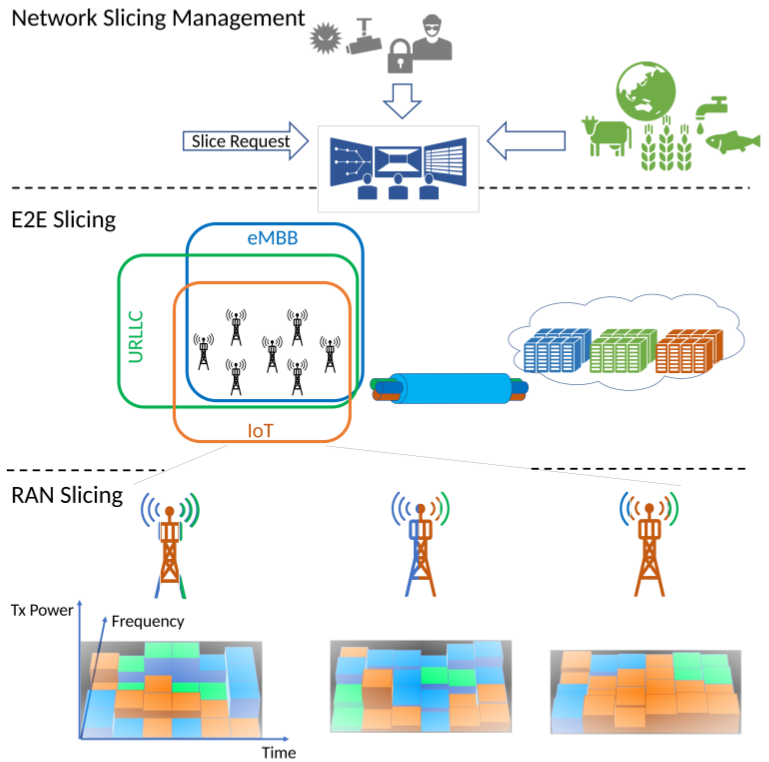 Network Slicing Management
Slice Request
E2E Slicing
eMBB
URLLC
IoT
RAN Slicing
Tx Power
Frequency
Time